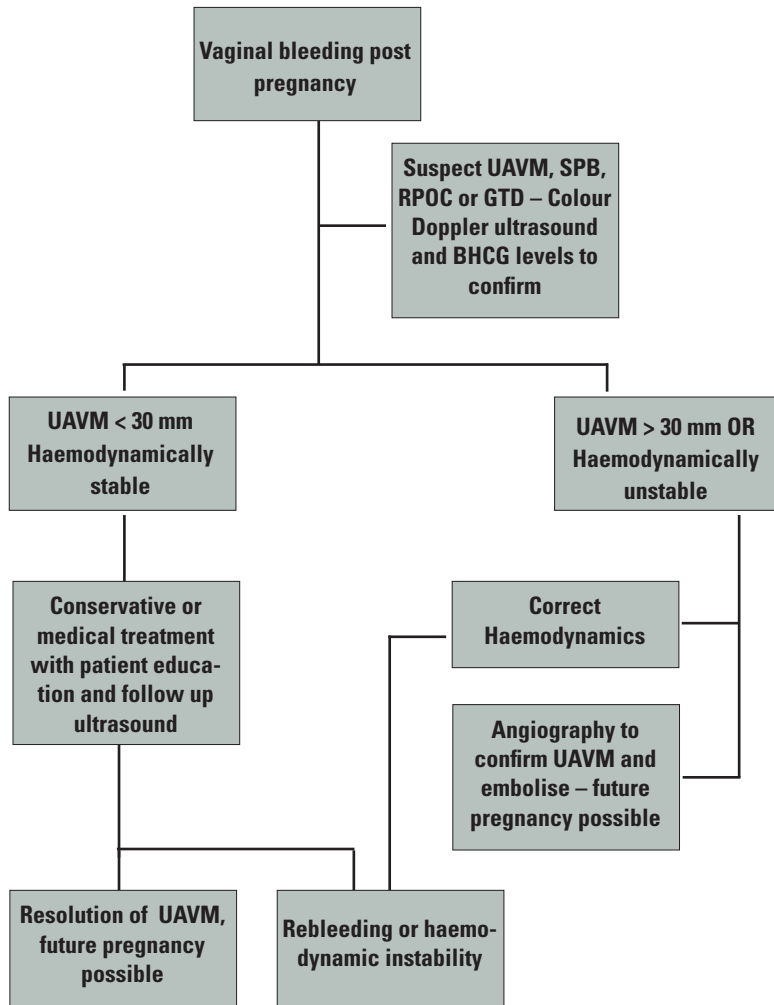 Vaginal bleeding post
pregnancy
Suspect UAVM, SPB,
RPOC or GTD – Colour
Doppler ultrasound
and BHCG levels to
confirm
UAVM < 30 mm
Haemodynamically
stable
UAVM > 30 mm OR
Haemodynamically
unstable
Conservative or
medical treatment
with patient educa-
tion and follow up
ultrasound
Correct
Haemodynamics
Angiography to
confirm UAVM and
embolise – future
pregnancy possible
Resolution of UAVM,
future pregnancy
possible
Rebleeding or haemo-
dynamic instability